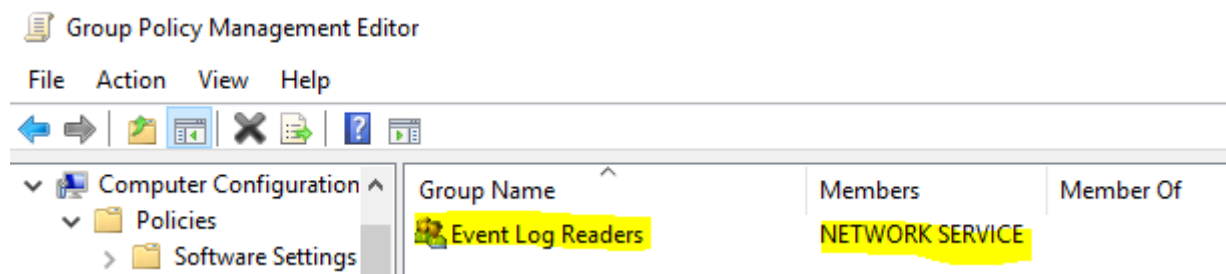 Group Policy Management Editor
File Action View Help
Computer Configuration
Policies
Software Settings
Group Name Members Member Of
Event Log Readers NETWORK SERVICE